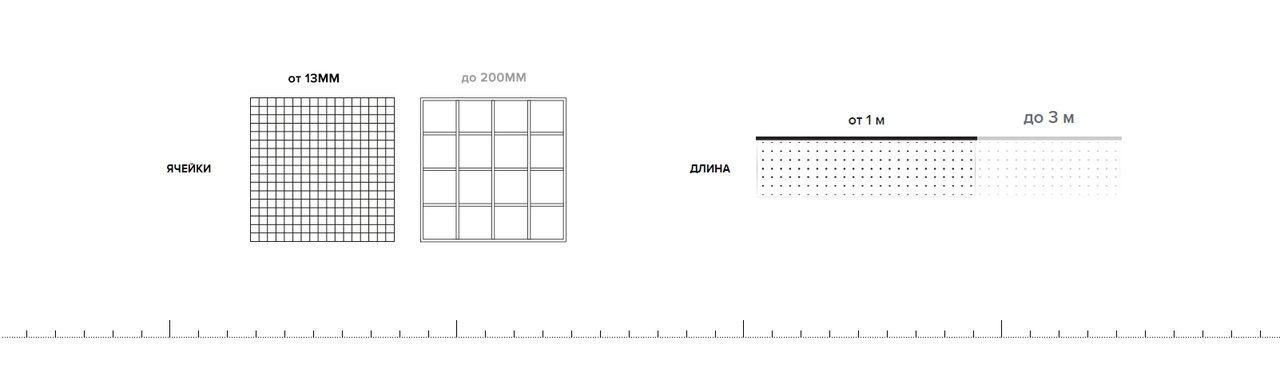 от 13ММ
до 200ММ
ЯЧЕЙКИ
от 1 м
до 3 м
ДЛИНА